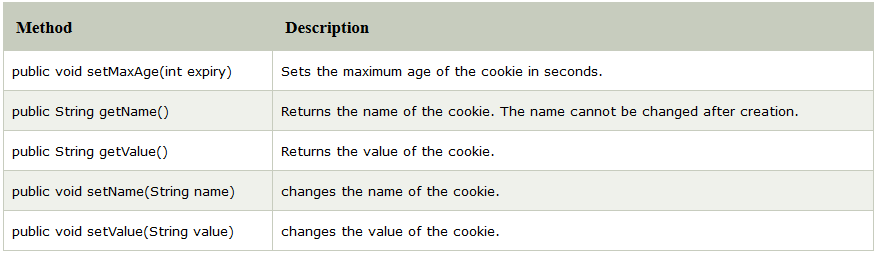 Method Description
public void setMaxAge(int expiry) Sets the maximum age of the cookie in seconds.
public String getName() Returns the name of the cookie. The name cannot be changed after creation.
public String getValue() Returns the value of the cookie.
public void setName(String name) changes the name of the cookie.
public void setValue(String value) changes the value of the cookie.